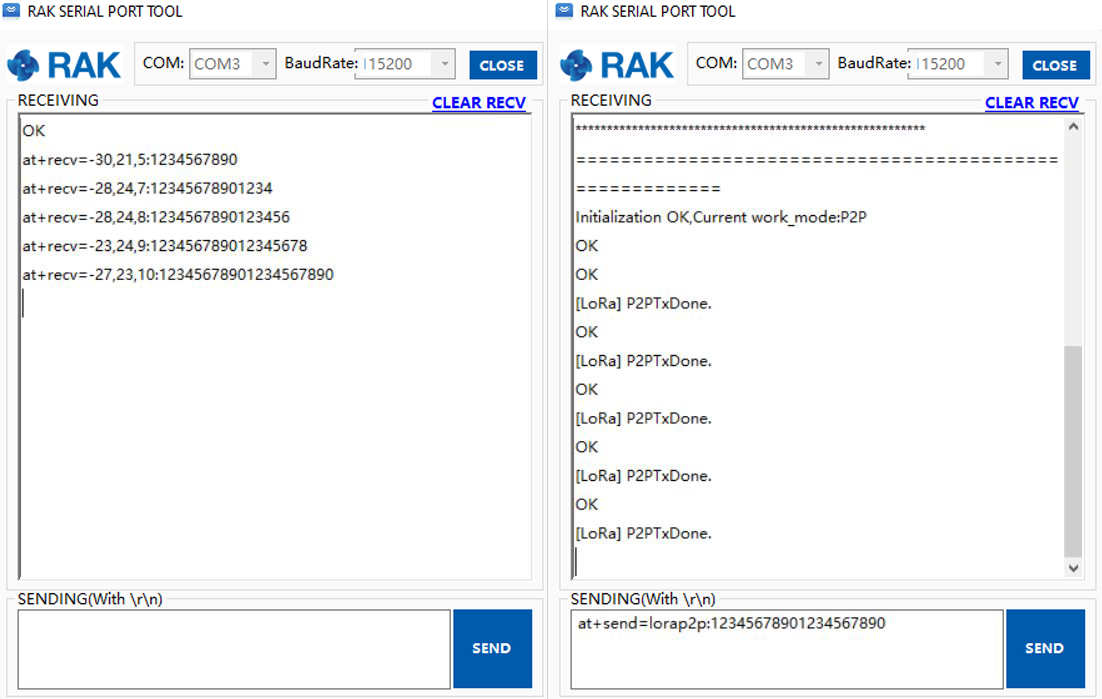 RAK SERIAL PORT TOOL
RAK
COM: COM3 BaudRate: 115200 CLOSE
RECEIVING
CLEAR RECV
OK
at+recv=-30,21,5:1234567890
at+recv=-28,24,7:12345678901234
at+recv=-28,24,8:1234567890123456
at+recv=-23,24,9:123456789012345678
at+recv=-27,23,10:12345678901234567890
SENDING(With \r\n)
SEND
RAK SERIAL PORT TOOL
RAK
COM: COM3 BaudRate: 115200 CLOSE
RECEIVING
CLEAR RECV
********************************************************
===========================================
=============
Initialization OK,Current work_mode:P2P
OK
OK
[LoRa] P2PTxDone.
OK
[LoRa] P2PTxDone.
OK
[LoRa] P2PTxDone.
OK
[LoRa] P2PTxDone.
OK
[LoRa] P2PTxDone.
SENDING(With \r\n)
at+send=lorap2p:12345678901234567890
SEND